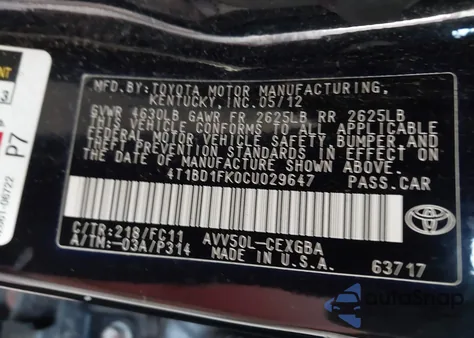 MFD.BY:TOYOTA MOTOR MANUFACTURING,
KENTUCKY, INC. 05/12
GVWR 4630LB GAWR FR 2625LB RR 2625LB
THIS VEHICLE CONFORMS TO ALL APPLICABLE
FEDERAL MOTOR VEHICLE SAFETY, BUMPER, AND
THEFT PREVENTION STANDARDS IN EFFECT ON
THE DATE OF MANUFACTURE SHOWN ABOVE.
4T1BD1FK0CU029647 PASS.CAR
C/TR:218/FC11 AVV50L-CEXGBA
A/TM:-03A/P314 MADE IN U.S.A.
63717
TOYOTA
P7
AutoSnap